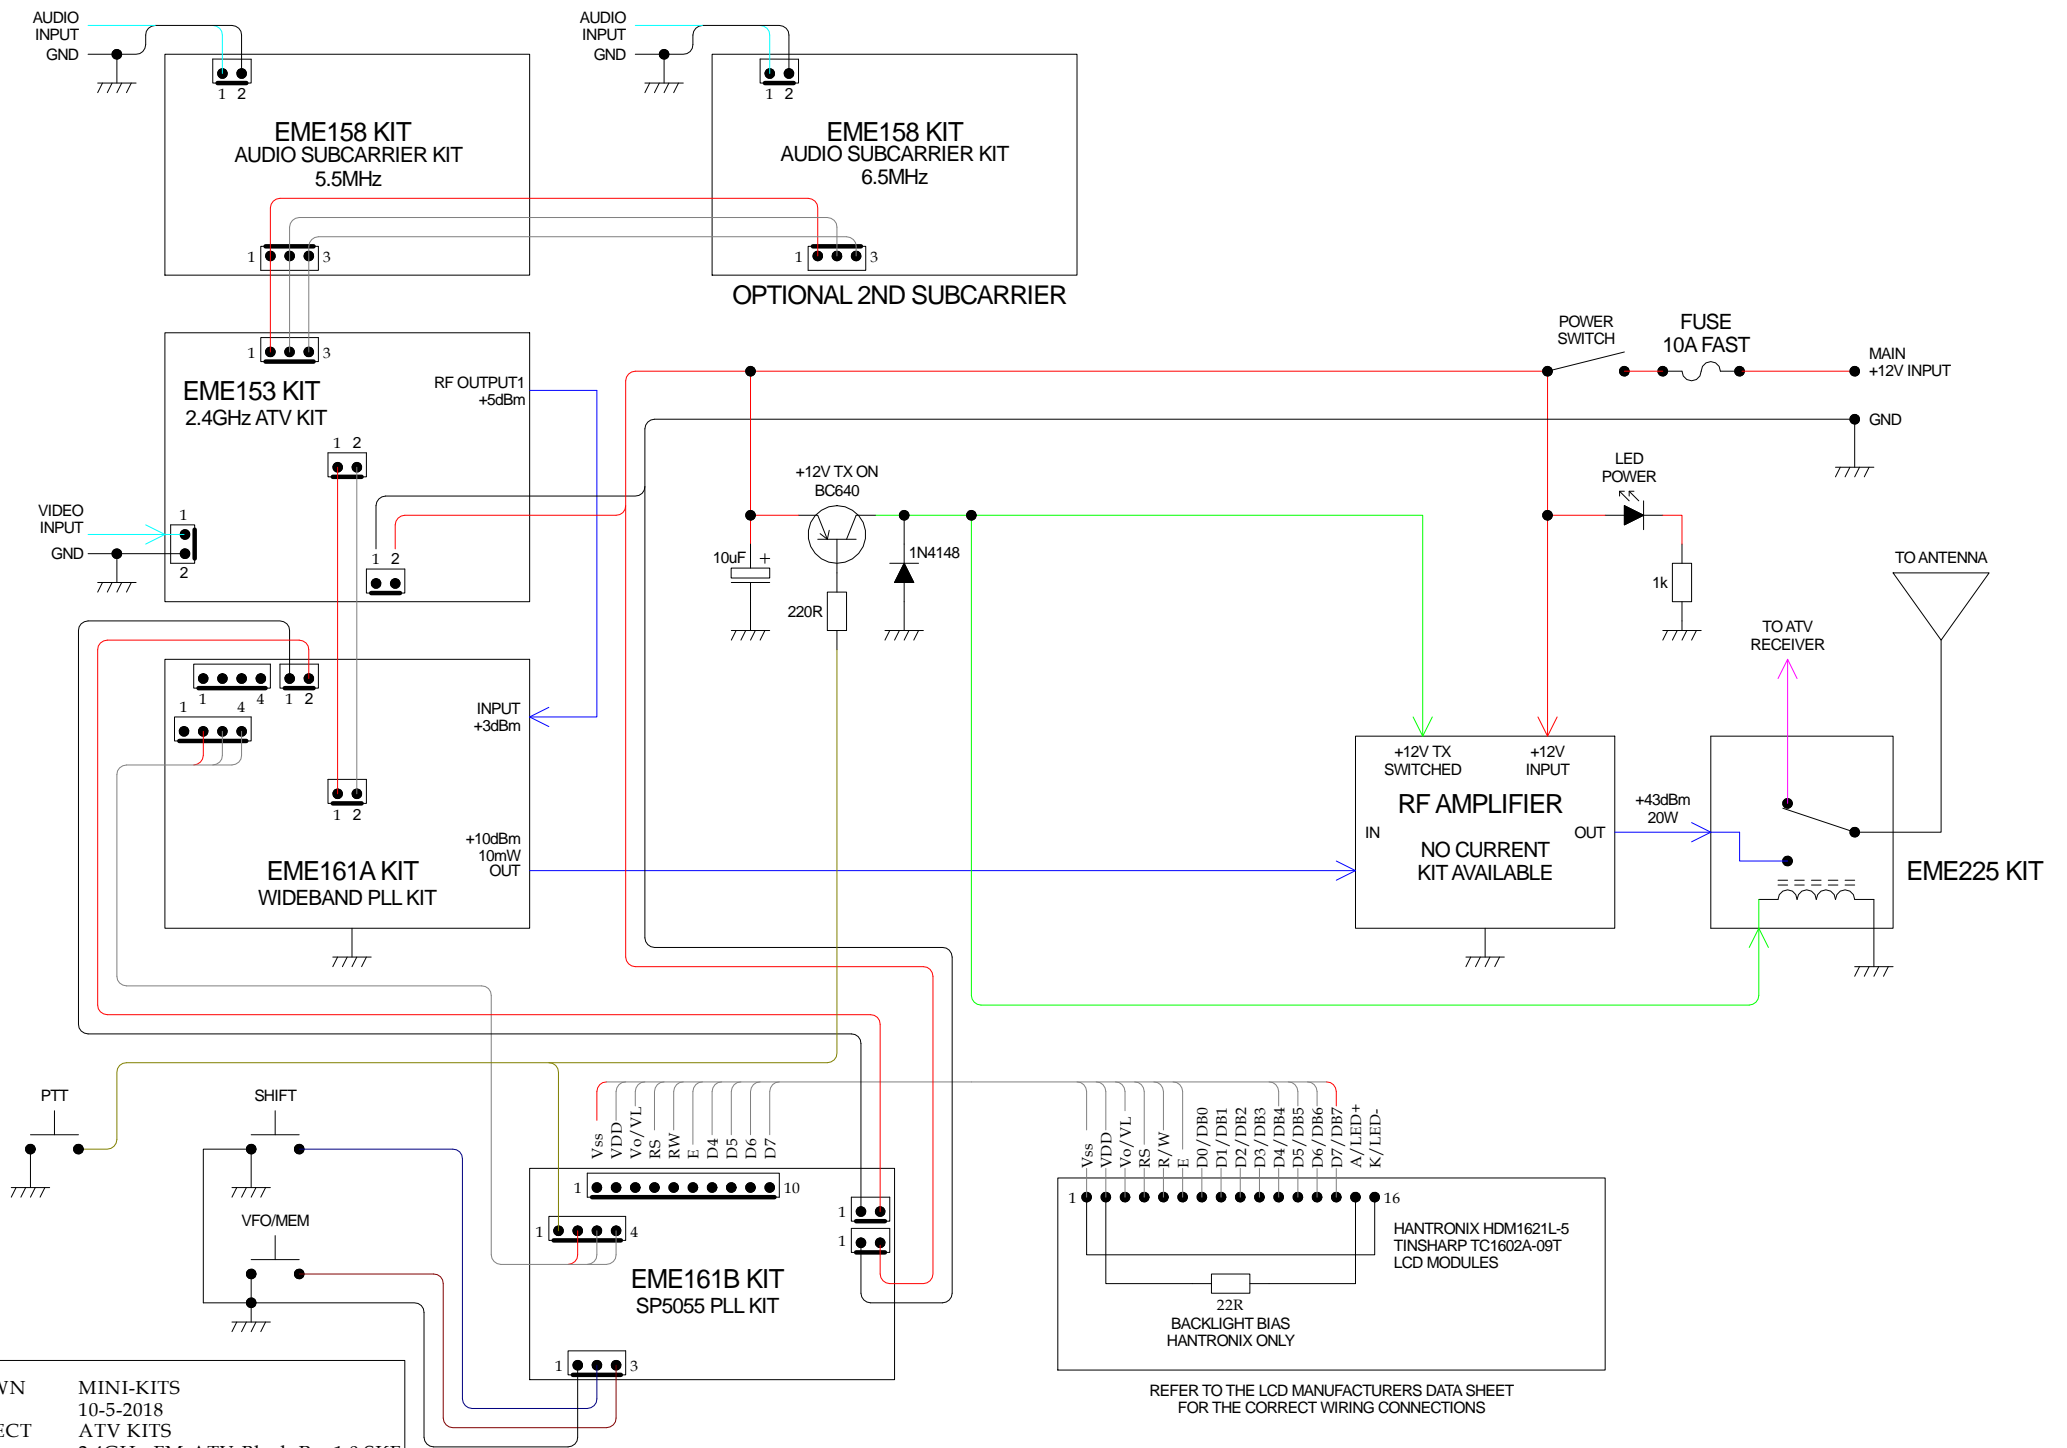 AUDIO
INPUT
GND
1 2
EME158 KIT
AUDIO SUBCARRIER KIT
5.5MHz
1 3
AUDIO
INPUT
GND
1 2
EME158 KIT
AUDIO SUBCARRIER KIT
6.5MHz
1 3
OPTIONAL 2ND SUBCARRIER
1 3
EME153 KIT
2.4GHz ATV KIT
RF OUTPUT1
+5dBm
1 2
VIDEO
INPUT
GND
1
2
1 2
POWER
SWITCH
FUSE
10A FAST
MAIN
+12V INPUT
GND
+12V TX ON
BC640
10uF +
1N4148
220R
LED
POWER
1k
TO ATV
RECEIVER
TO ANTENNA
1 4
1 2
1 4
INPUT
+3dBm
1 2
+10dBm
10mW
OUT
EME161A KIT
WIDEBAND PLL KIT
+12V TX
SWITCHED
+12V
INPUT
RF AMPLIFIER
IN
OUT
NO CURRENT
KIT AVAILABLE
+43dBm
20W
EME225 KIT
PTT
SHIFT
VFO/MEM
Vss
VDD
Vo/VL
RS
RW
E
D4
D5
D6
D7
1 10
1 4
1
1
EME161B KIT
SP5055 PLL KIT
1 3
Vss
VDD
Vo/VL
RS
R/W
E
D0/DB0
D1/DB1
D2/DB2
D3/DB3
D4/DB4
D5/DB5
D6/DB6
D7/DB7
A/LED+
K/LED-
1 16
HANTRONIX HDM1621L-5
TINSHARP TC1602A-09T
LCD MODULES
22R
BACKLIGHT BIAS
HANTRONIX ONLY
REFER TO THE LCD MANUFACTURERS DATA SHEET
FOR THE CORRECT WIRING CONNECTIONS
MINI-KITS
10-5-2018
ATV KITS